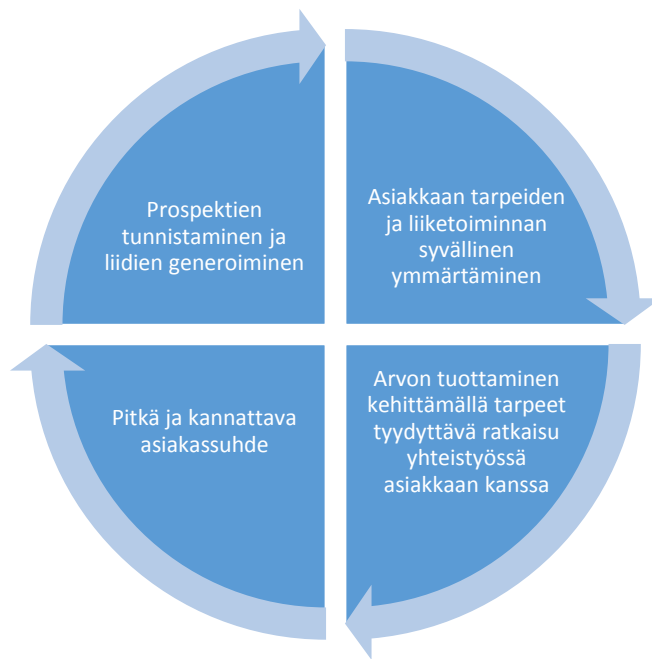 Prospektien
tunnistaminen ja
liidien generoiminen
Asiakkaan tarpeiden
ja liiketoiminnan
syvällinen
ymmärtäminen
Arvon tuottaminen
kehittämällä tarpeet
tyydyttävä ratkaisu
yhteistyössä
asiakkaan kanssa
Pitkä ja kannattava
asiakassuhde